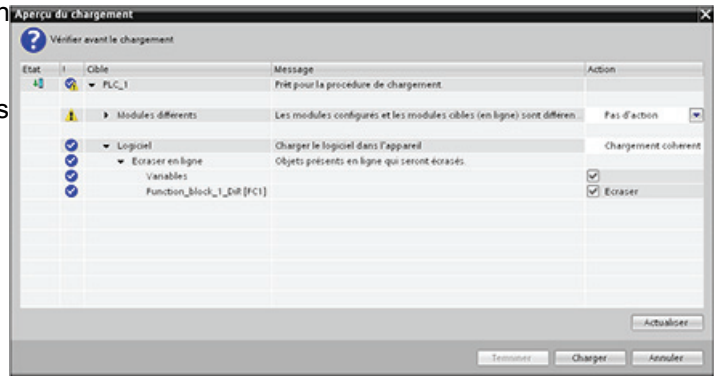 n
s
Aperçu du chargement
Vérifier avant le chargement
Etat ! Cible Message Action
PLC_1 Prêt pour la procédure de chargement.
Modules différents Les modules configurés et les modules cibles (en ligne) sont différen... Pas d'action
Logiciel Charger le logiciel dans l'appareil Chargement cohérent
Ecraser en ligne Objets présents en ligne qui seront écrasés.
Variables
Function_block_1_DiR [FC1] Ecraser
Actualiser
Terminer Charger Annuler